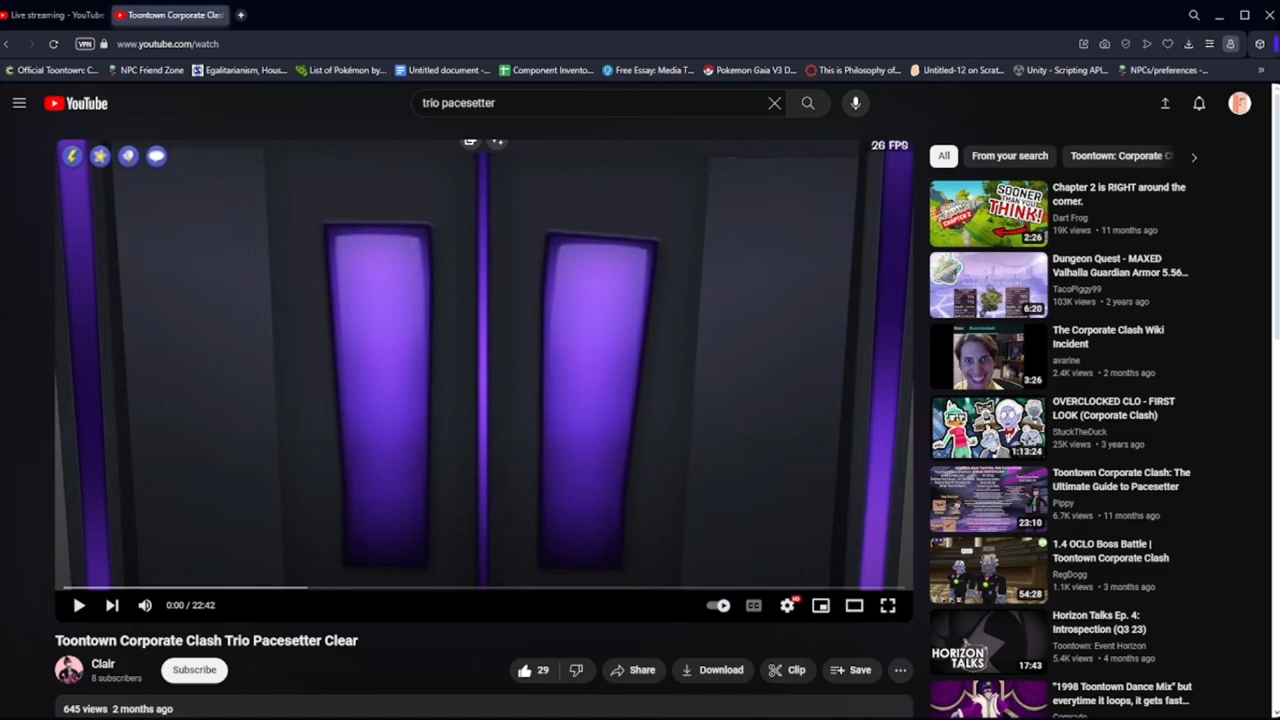 Live streaming - YouTube
Toontown Corporate Clas
VPN
www.youtube.com/watch
Official Toontown: C...
NPC Friend Zone
Egalitarianism, Hous...
List of Pokémon by...
Untitled document -...
Component Invento...
Free Essay: Media T...
Pokemon Gaia V3 D...
This is Philosophy of...
Untitled-12 on Scrat...
Unity - Scripting API...
NPCs/preferences -...
YouTube
trio pacesetter
26 FPS
All
From your search
Toontown: Corporate C
SOONER THAN YOU THINK!
CHAPTER 2
2:26
Chapter 2 is RIGHT around the corner.
Dart Frog
19K views • 11 months ago
6:20
Dungeon Quest - MAXED
Valhalla Guardian Armor 5.56...
TacoPiggy99
103K views • 2 years ago
3:26
The Corporate Clash Wiki
Incident
avarine
2.4K views • 2 months ago
1:13:24
OVERCLOCKED CLO - FIRST
LOOK (Corporate Clash)
StuckTheDuck
25K views • 3 years ago
23:10
Toontown Corporate Clash: The
Ultimate Guide to Pacesetter
Pippy
6.7K views • 11 months ago
54:28
1.4 OCLO Boss Battle |
Toontown Corporate Clash
RegDogg
1.1K views • 3 months ago
HORIZON
TALKS
17:43
Horizon Talks Ep. 4:
Introspection (Q3 23)
Toontown: Event Horizon
5.4K views • 4 months ago
"1998 Toontown Dance Mix" but
everytime it loops, it gets fast...
0:00 / 22:42
CC
HD
Toontown Corporate Clash Trio Pacesetter Clear
Clair
8 subscribers
Subscribe
29
Share
Download
Clip
Save
645 views 2 months ago